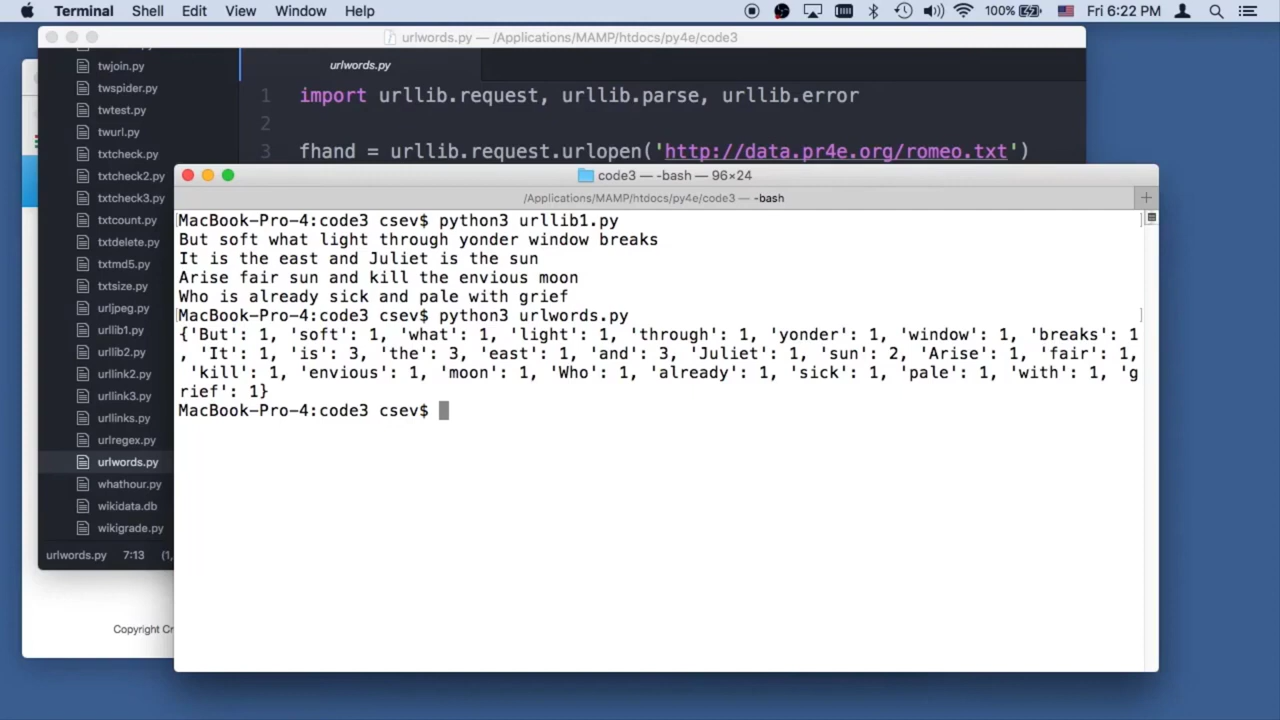 Terminal Shell Edit View Window Help 100% Fri 6:22 PM
urlwords.py — /Applications/MAMP/htdocs/py4e/code3
twjoin.py
twspider.py
twtest.py
twurl.py
txtcheck.py
txtcheck2.py
txtcheck3.py
txtcount.py
txtdelete.py
txtmd5.py
txtsize.py
urljpeg.py
urllib1.py
urllib2.py
urllink2.py
urllink3.py
urllinks.py
urlregex.py
urlwords.py
whathour.py
wikidata.db
wikigrade.py
urlwords.py 7:13 (1,
urlwords.py
1 import urllib.request, urllib.parse, urllib.error
2
3 fhand = urllib.request.urlopen('http://data.pr4e.org/romeo.txt')
code3 — -bash — 96×24
/Applications/MAMP/htdocs/py4e/code3 — -bash
MacBook-Pro-4:code3 csev$ python3 urllib1.py
But soft what light through yonder window breaks
It is the east and Juliet is the sun
Arise fair sun and kill the envious moon
Who is already sick and pale with grief
MacBook-Pro-4:code3 csev$ python3 urlwords.py
{'But': 1, 'soft': 1, 'what': 1, 'light': 1, 'through': 1, 'yonder': 1, 'window': 1, 'breaks': 1
, 'It': 1, 'is': 3, 'the': 3, 'east': 1, 'and': 3, 'Juliet': 1, 'sun': 2, 'Arise': 1, 'fair': 1,
 'kill': 1, 'envious': 1, 'moon': 1, 'Who': 1, 'already': 1, 'sick': 1, 'pale': 1, 'with': 1, 'g
rief': 1}
MacBook-Pro-4:code3 csev$
Copyright Cr